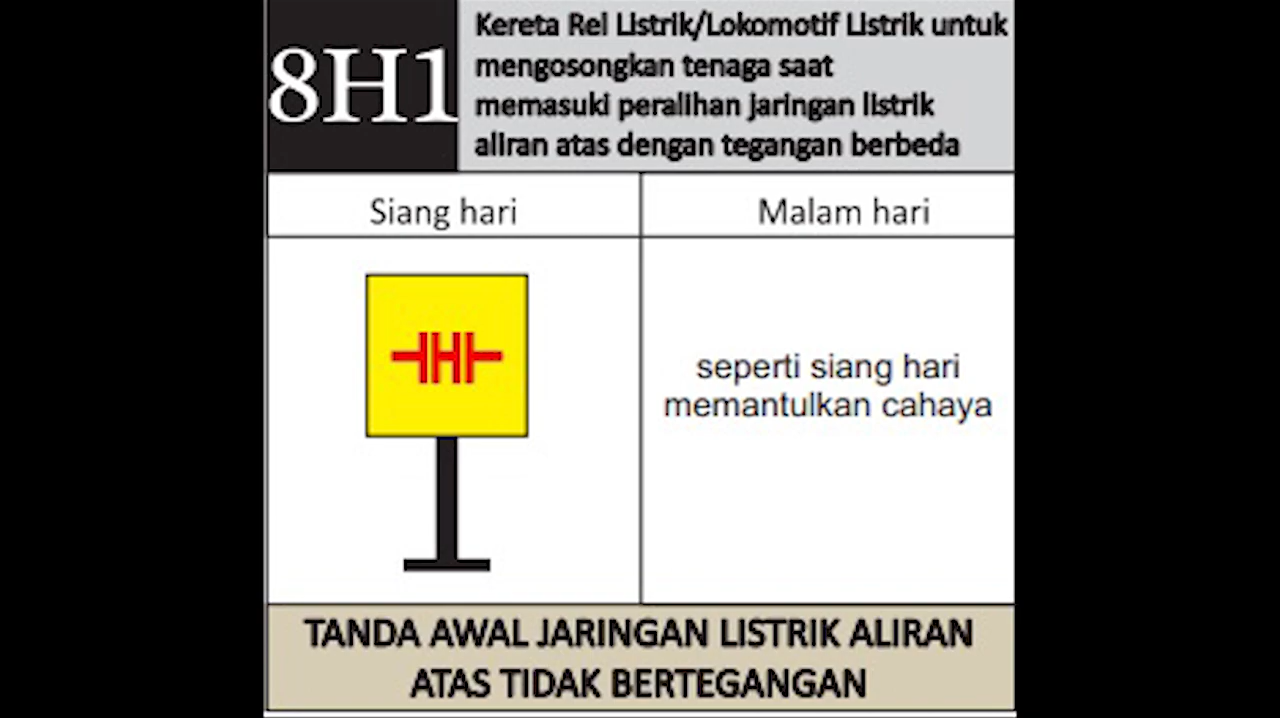 8H1
Kereta Rel Listrik/Lokomotif Listrik untuk
mengosongkan tenaga saat
memasuki peralihan jaringan listrik
aliran atas dengan tegangan berbeda
Siang hari
Malam hari
seperti siang hari
memantulkan cahaya
TANDA AWAL JARINGAN LISTRIK ALIRAN
ATAS TIDAK BERTEGANGAN